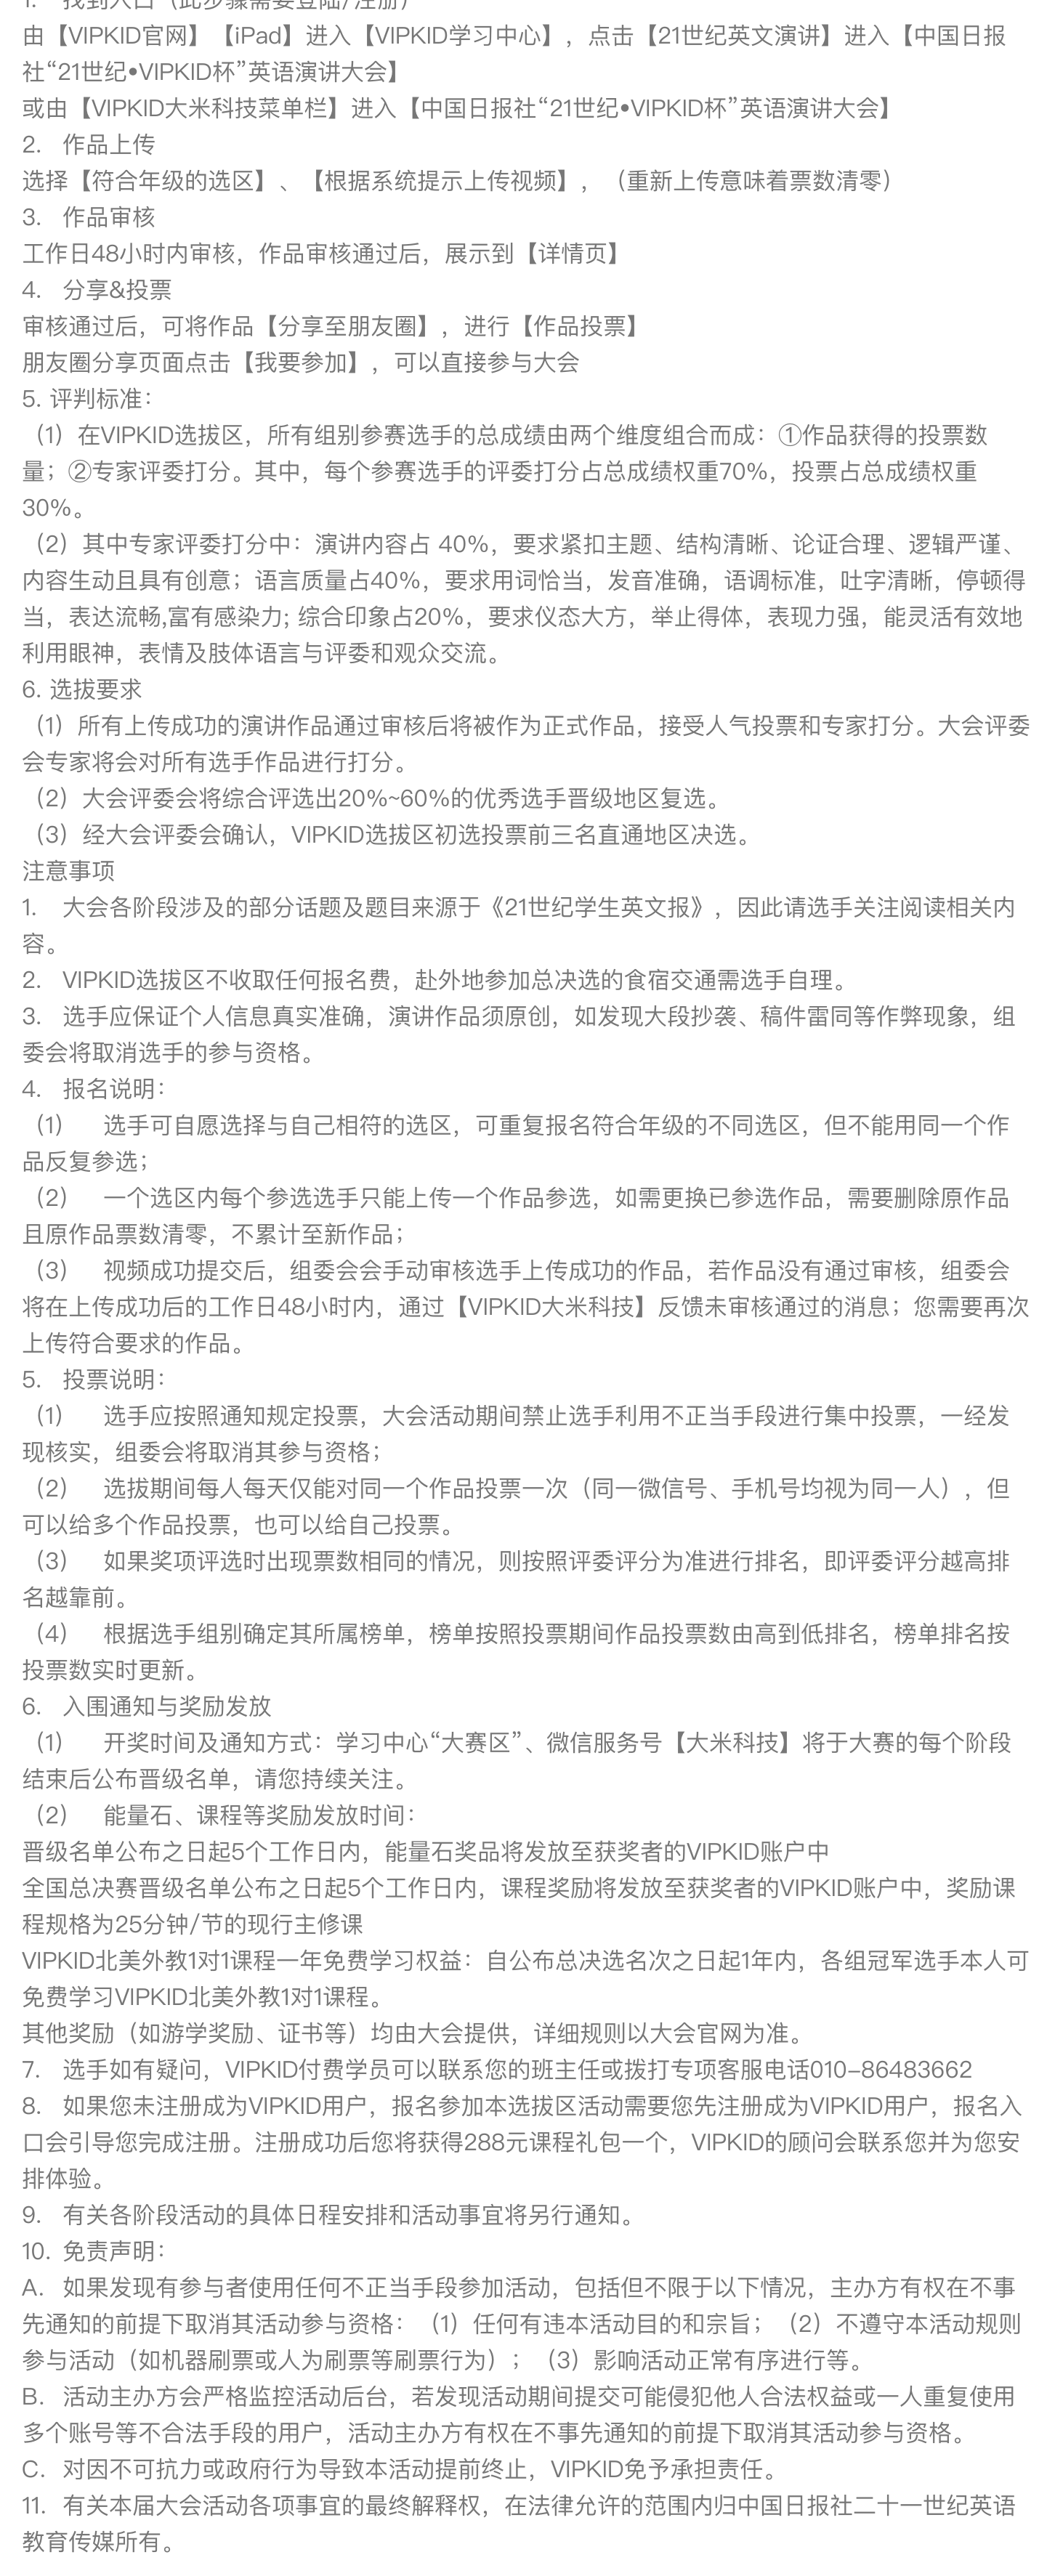 1. 找到入口（此步骤需要登陆/注册）
由【VIPKID官网】【iPad】进入【VIPKID学习中心】，点击【21世纪英文演讲】进入【中国日报
社“21世纪•VIPKID杯”英语演讲大会】
或由【VIPKID大米科技菜单栏】进入【中国日报社“21世纪•VIPKID杯”英语演讲大会】
2. 作品上传
选择【符合年级的选区】、【根据系统提示上传视频】，（重新上传意味着票数清零）
3. 作品审核
工作日48小时内审核，作品审核通过后，展示到【详情页】
4. 分享&投票
审核通过后，可将作品【分享至朋友圈】，进行【作品投票】
朋友圈分享页面点击【我要参加】，可以直接参与大会
5. 评判标准：
（1）在VIPKID选拔区，所有组别参赛选手的总成绩由两个维度组合而成：①作品获得的投票数
量；②专家评委打分。其中，每个参赛选手的评委打分占总成绩权重70%，投票占总成绩权重
30%。
（2）其中专家评委打分中：演讲内容占 40%，要求紧扣主题、结构清晰、论证合理、逻辑严谨、
内容生动且具有创意；语言质量占40%，要求用词恰当，发音准确，语调标准，吐字清晰，停顿得
当，表达流畅,富有感染力; 综合印象占20%，要求仪态大方，举止得体，表现力强，能灵活有效地
利用眼神，表情及肢体语言与评委和观众交流。
6. 选拔要求
（1）所有上传成功的演讲作品通过审核后将被作为正式作品，接受人气投票和专家打分。大会评委
会专家将会对所有选手作品进行打分。
（2）大会评委会将综合评选出20%~60%的优秀选手晋级地区复选。
（3）经大会评委会确认，VIPKID选拔区初选投票前三名直通地区决选。
注意事项
1. 大会各阶段涉及的部分话题及题目来源于《21世纪学生英文报》，因此请选手关注阅读相关内
容。
2. VIPKID选拔区不收取任何报名费，赴外地参加总决选的食宿交通需选手自理。
3. 选手应保证个人信息真实准确，演讲作品须原创，如发现大段抄袭、稿件雷同等作弊现象，组
委会将取消选手的参与资格。
4. 报名说明：
（1） 选手可自愿选择与自己相符的选区，可重复报名符合年级的不同选区，但不能用同一个作
品反复参选；
（2） 一个选区内每个参选选手只能上传一个作品参选，如需更换已参选作品，需要删除原作品
且原作品票数清零，不累计至新作品；
（3） 视频成功提交后，组委会会手动审核选手上传成功的作品，若作品没有通过审核，组委会
将在上传成功后的工作日48小时内，通过【VIPKID大米科技】反馈未审核通过的消息；您需要再次
上传符合要求的作品。
5. 投票说明：
（1） 选手应按照通知规定投票，大会活动期间禁止选手利用不正当手段进行集中投票，一经发
现核实，组委会将取消其参与资格；
（2） 选拔期间每人每天仅能对同一个作品投票一次（同一微信号、手机号均视为同一人），但
可以给多个作品投票，也可以给自己投票。
（3） 如果奖项评选时出现票数相同的情况，则按照评委评分为准进行排名，即评委评分越高排
名越靠前。
（4） 根据选手组别确定其所属榜单，榜单按照投票期间作品投票数由高到低排名，榜单排名按
投票数实时更新。
6. 入围通知与奖励发放
（1） 开奖时间及通知方式：学习中心“大赛区”、微信服务号【大米科技】将于大赛的每个阶段
结束后公布晋级名单，请您持续关注。
（2） 能量石、课程等奖励发放时间：
晋级名单公布之日起5个工作日内，能量石奖品将发放至获奖者的VIPKID账户中
全国总决赛晋级名单公布之日起5个工作日内，课程奖励将发放至获奖者的VIPKID账户中，奖励课
程规格为25分钟/节的现行主修课
VIPKID北美外教1对1课程一年免费学习权益：自公布总决选名次之日起1年内，各组冠军选手本人可
免费学习VIPKID北美外教1对1课程。
其他奖励（如游学奖励、证书等）均由大会提供，详细规则以大会官网为准。
7. 选手如有疑问，VIPKID付费学员可以联系您的班主任或拨打专项客服电话010-86483662
8. 如果您未注册成为VIPKID用户，报名参加本选拔区活动需要您先注册成为VIPKID用户，报名入
口会引导您完成注册。注册成功后您将获得288元课程礼包一个，VIPKID的顾问会联系您并为您安
排体验。
9. 有关各阶段活动的具体日程安排和活动事宜将另行通知。
10. 免责声明：
A. 如果发现有参与者使用任何不正当手段参加活动，包括但不限于以下情况，主办方有权在不事
先通知的前提下取消其活动参与资格：（1）任何有违本活动目的和宗旨；（2）不遵守本活动规则
参与活动（如机器刷票或人为刷票等刷票行为）；（3）影响活动正常有序进行等。
B. 活动主办方会严格监控活动后台，若发现活动期间提交可能侵犯他人合法权益或一人重复使用
多个账号等不合法手段的用户，活动主办方有权在不事先通知的前提下取消其活动参与资格。
C. 对因不可抗力或政府行为导致本活动提前终止，VIPKID免予承担责任。
11. 有关本届大会活动各项事宜的最终解释权，在法律允许的范围内归中国日报社二十一世纪英语
教育传媒所有。